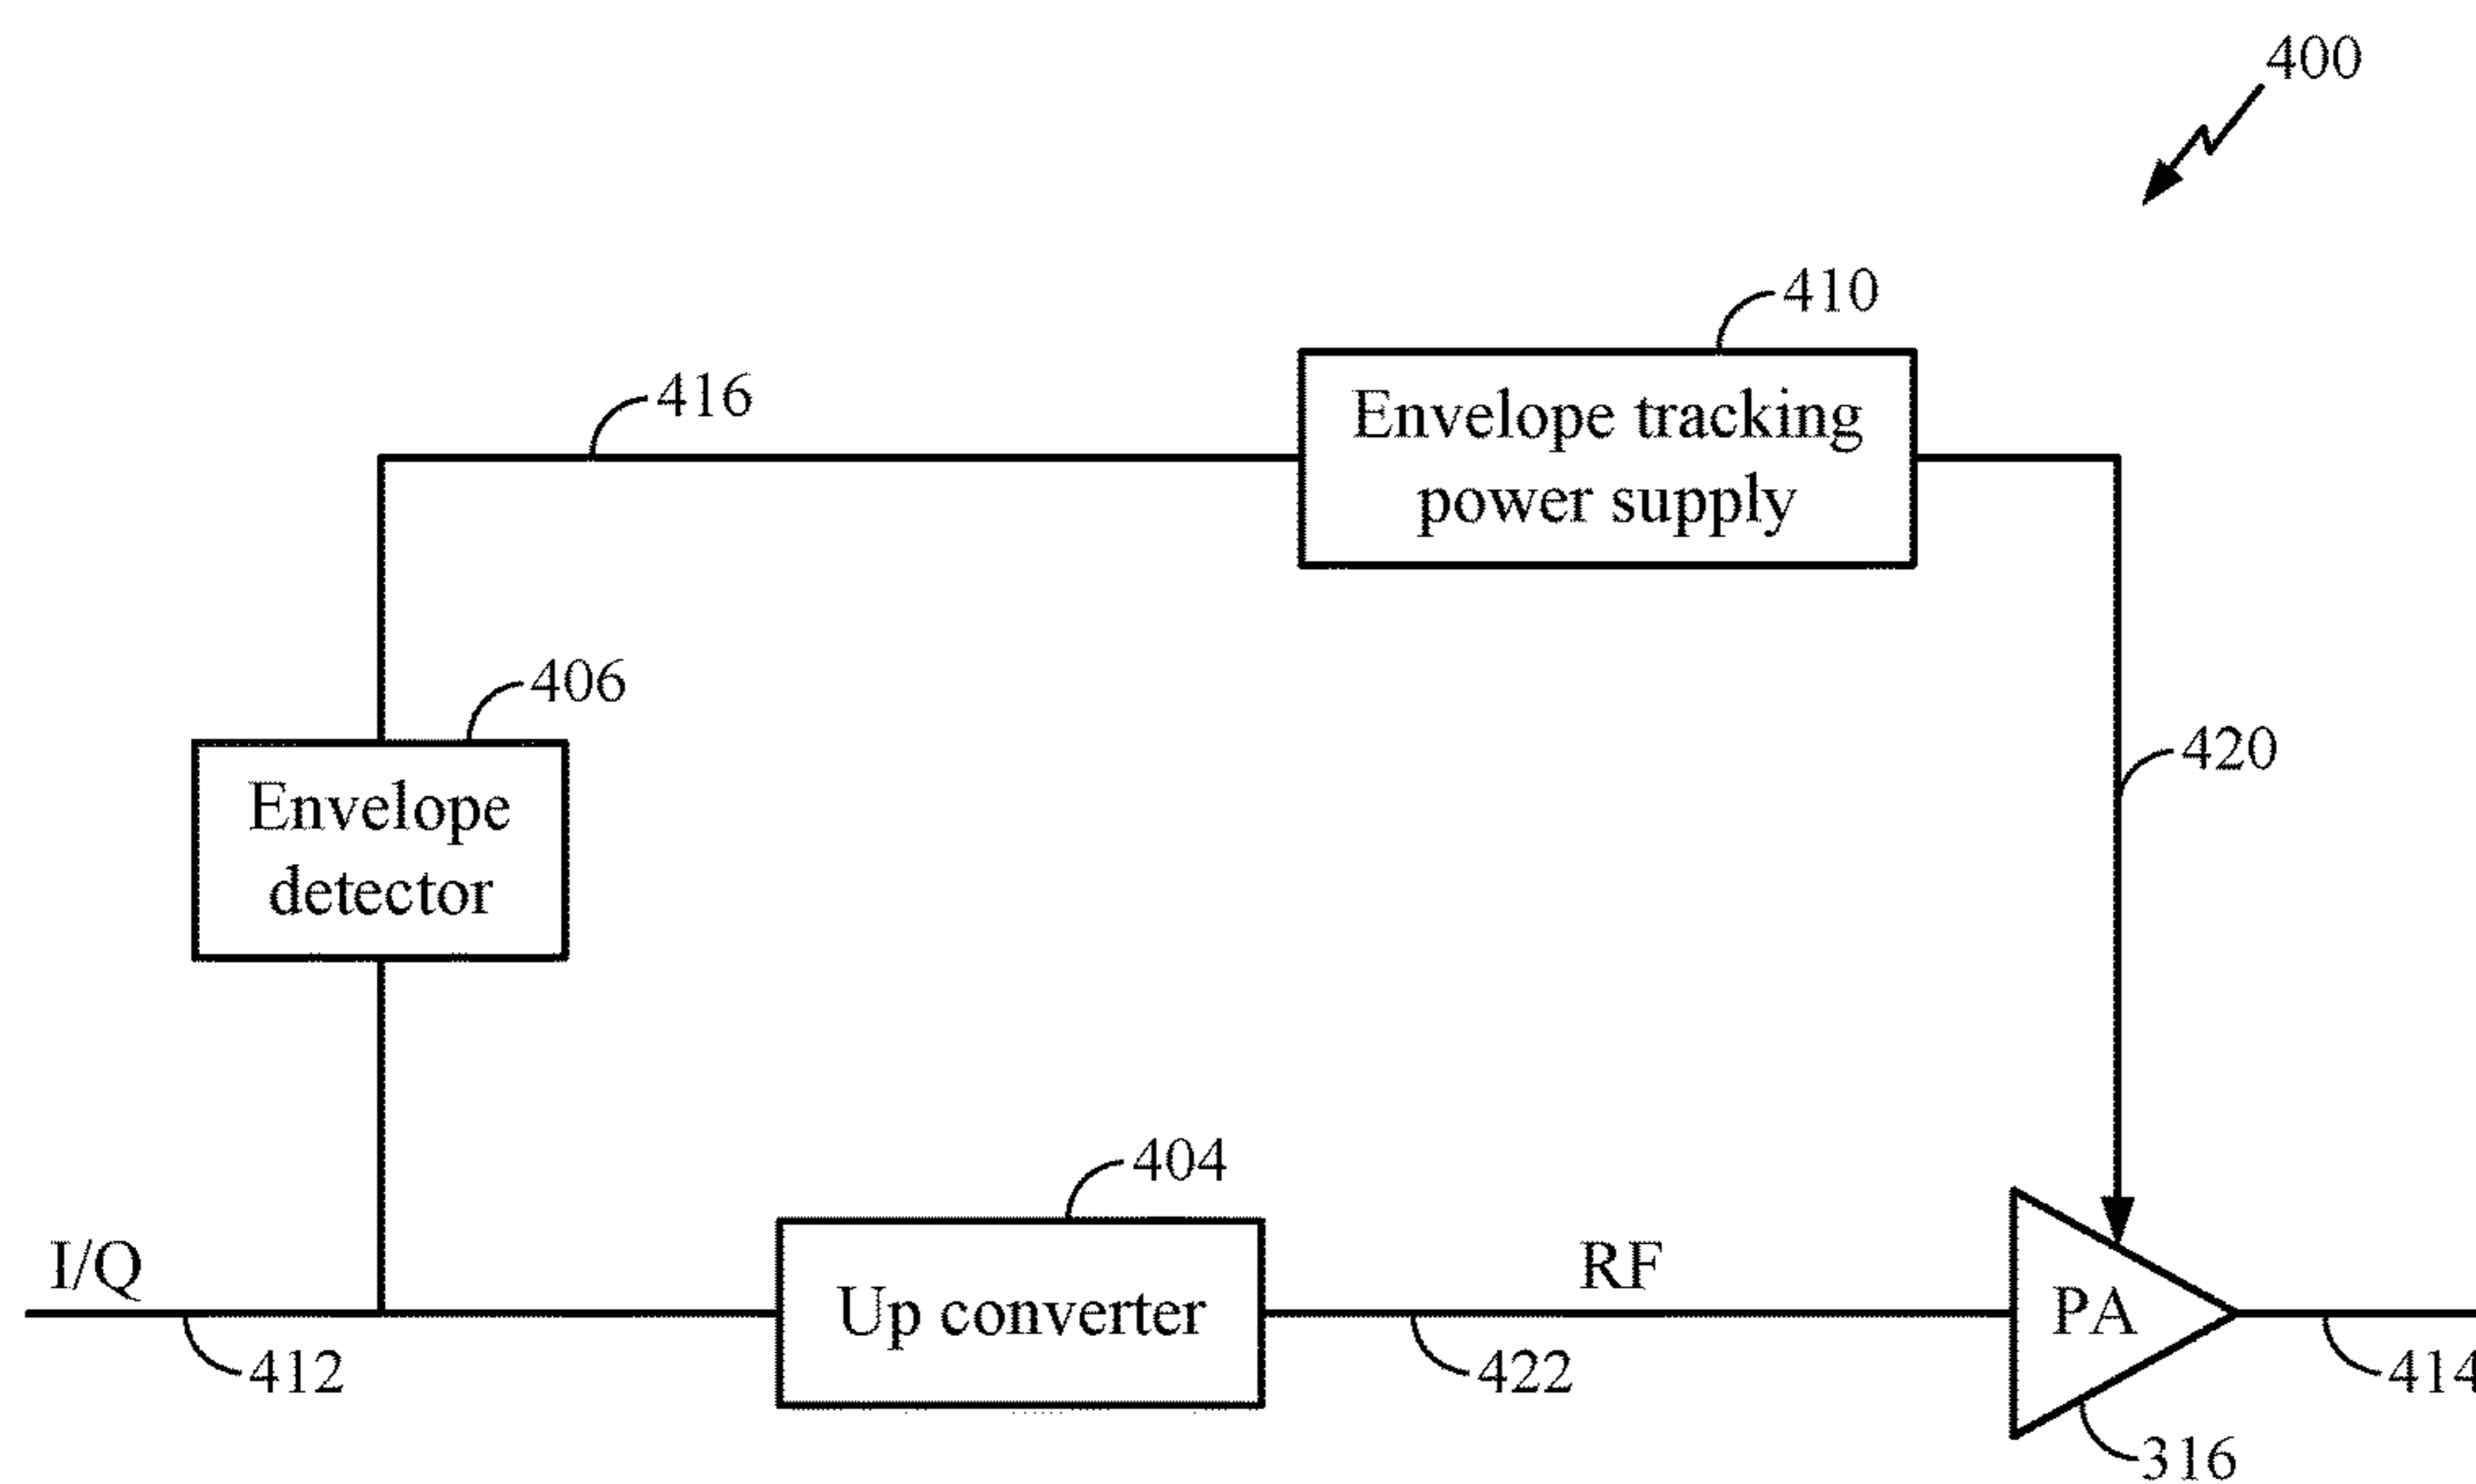 400
410
Envelope tracking
power supply
416
406
Envelope
detector
420
404
I/Q
Up converter
RF
PA
412
422
414
316